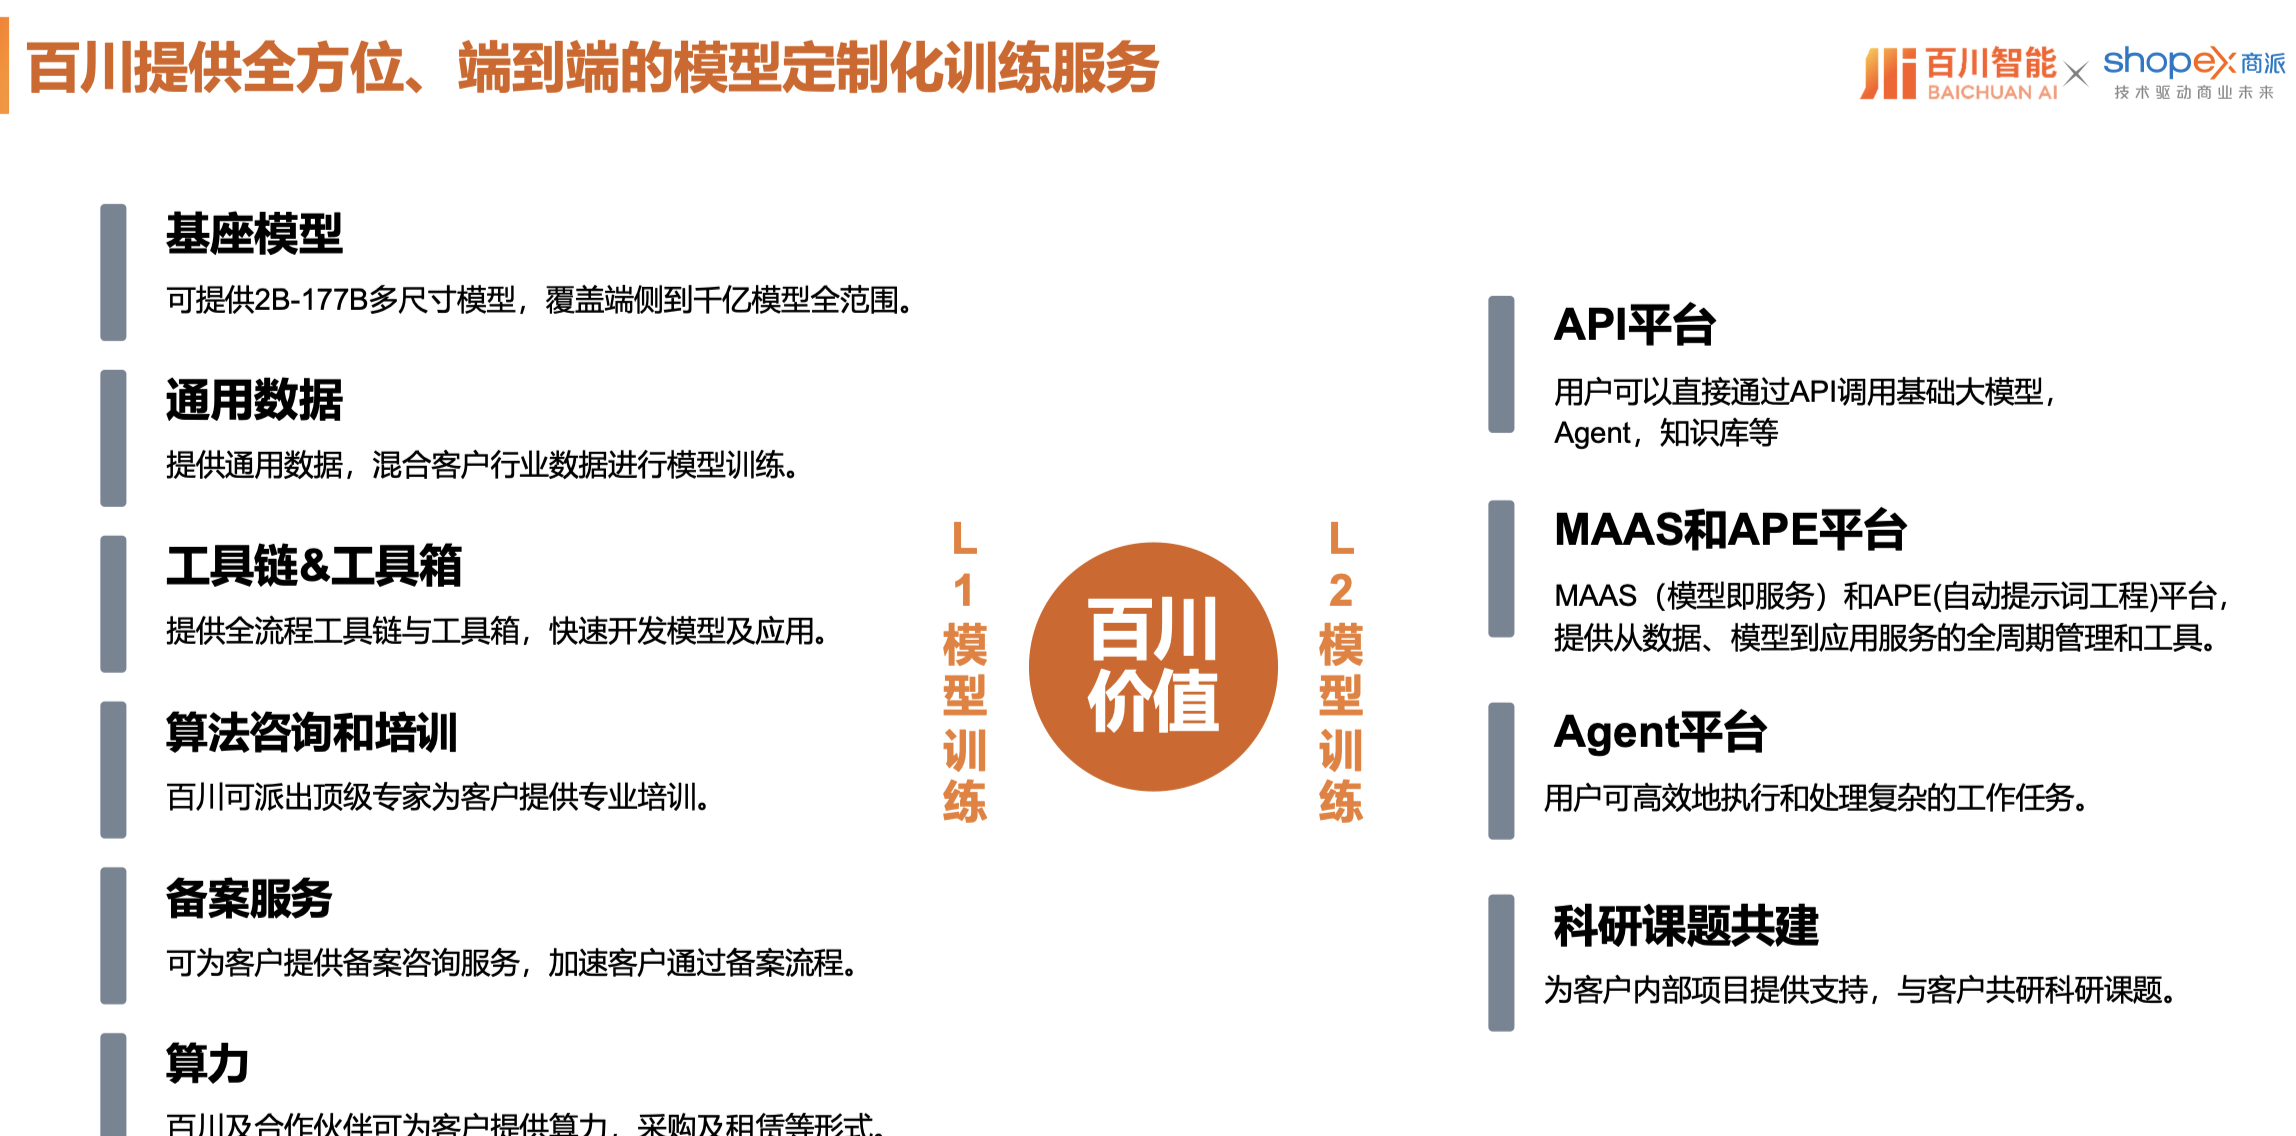 百川提供全方位、端到端的模型定制化训练服务
百川智能
BAICHUAN AI
shopex商派
技术驱动商业未来
基座模型
可提供2B-177B多尺寸模型，覆盖端侧到千亿模型全范围。
通用数据
提供通用数据，混合客户行业数据进行模型训练。
工具链&工具箱
提供全流程工具链与工具箱，快速开发模型及应用。
算法咨询和培训
百川可派出顶级专家为客户提供专业培训。
备案服务
可为客户提供备案咨询服务，加速客户通过备案流程。
算力
百川及合作伙伴可为客户提供算力，采购及租赁等形式。
L1模型训练
百川
价值
L2模型训练
API平台
用户可以直接通过API调用基础大模型，
Agent，知识库等
MAAS和APE平台
MAAS（模型即服务）和APE(自动提示词工程)平台，
提供从数据、模型到应用服务的全周期管理和工具。
Agent平台
用户可高效地执行和处理复杂的工作任务。
科研课题共建
为客户内部项目提供支持，与客户共研科研课题。